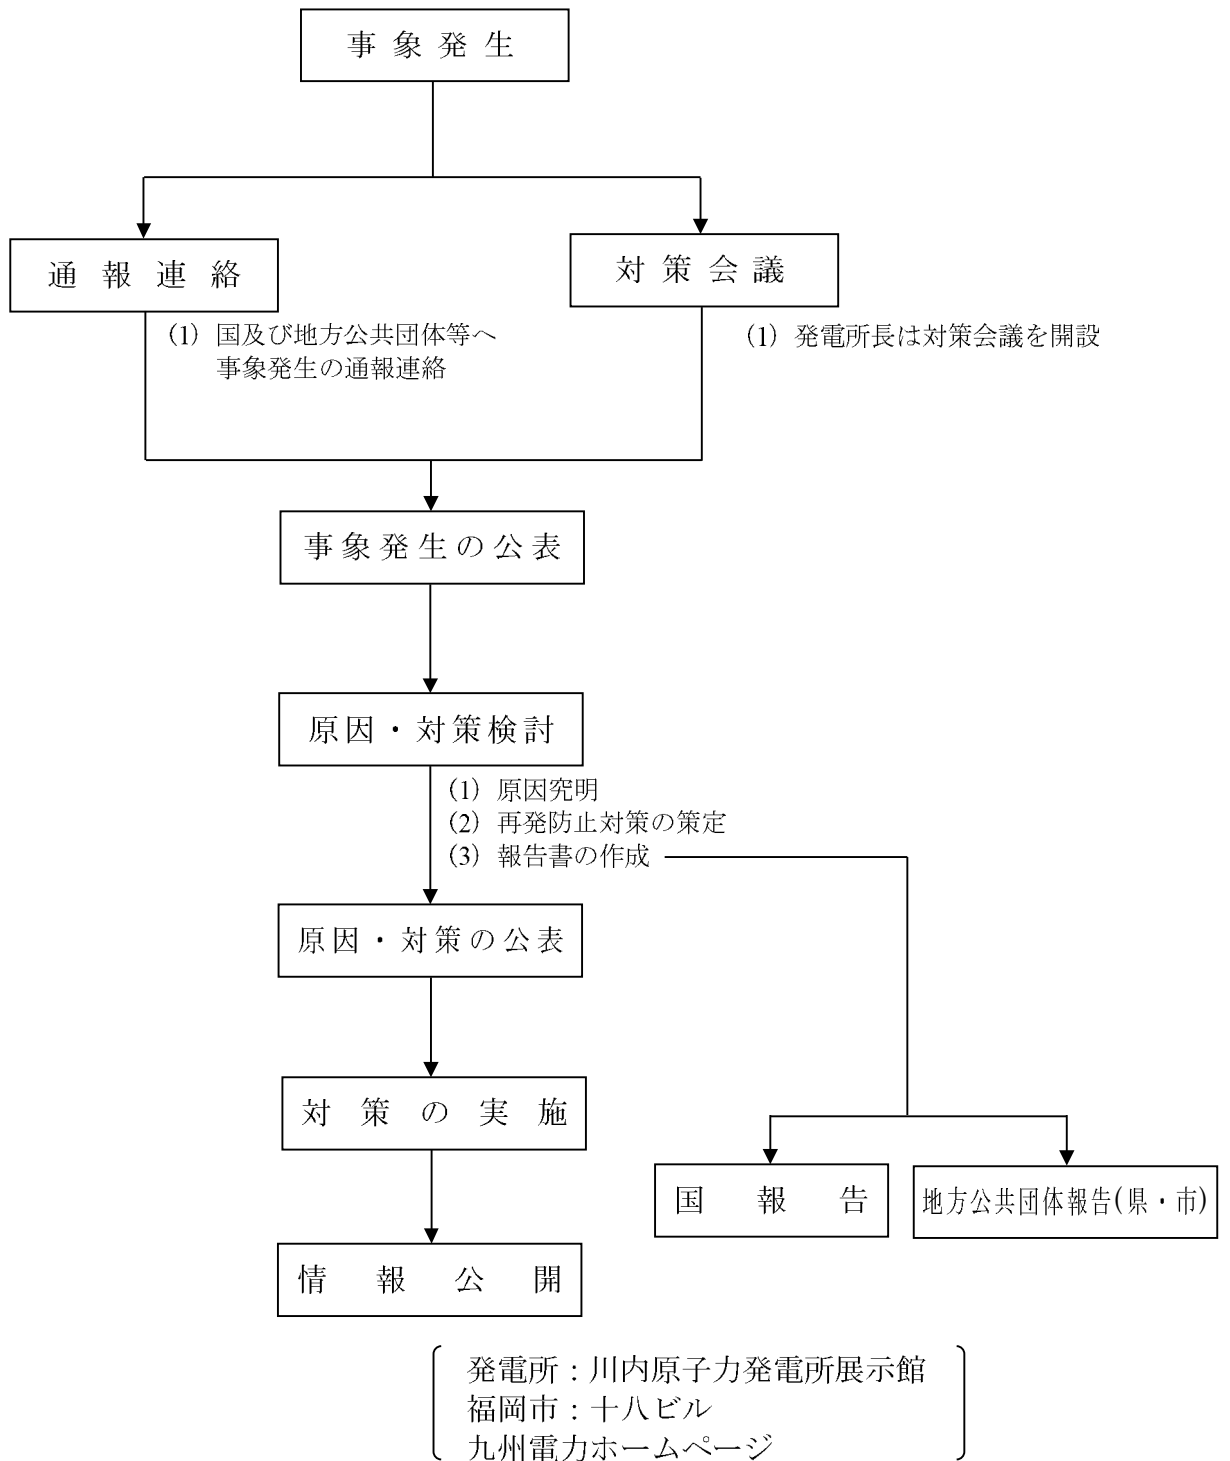 事象発生
通報連絡
対策会議
(1) 国及び地方公共団体等へ
事象発生の通報連絡
(1) 発電所長は対策会議を開設
事象発生の公表
原因・対策検討
(1) 原因究明
(2) 再発防止対策の策定
(3) 報告書の作成
原因・対策の公表
対策の実施
国報告
地方公共団体報告(県・市)
情報公開
発電所：川内原子力発電所展示館
福岡市：十八ビル
九州電力ホームページ